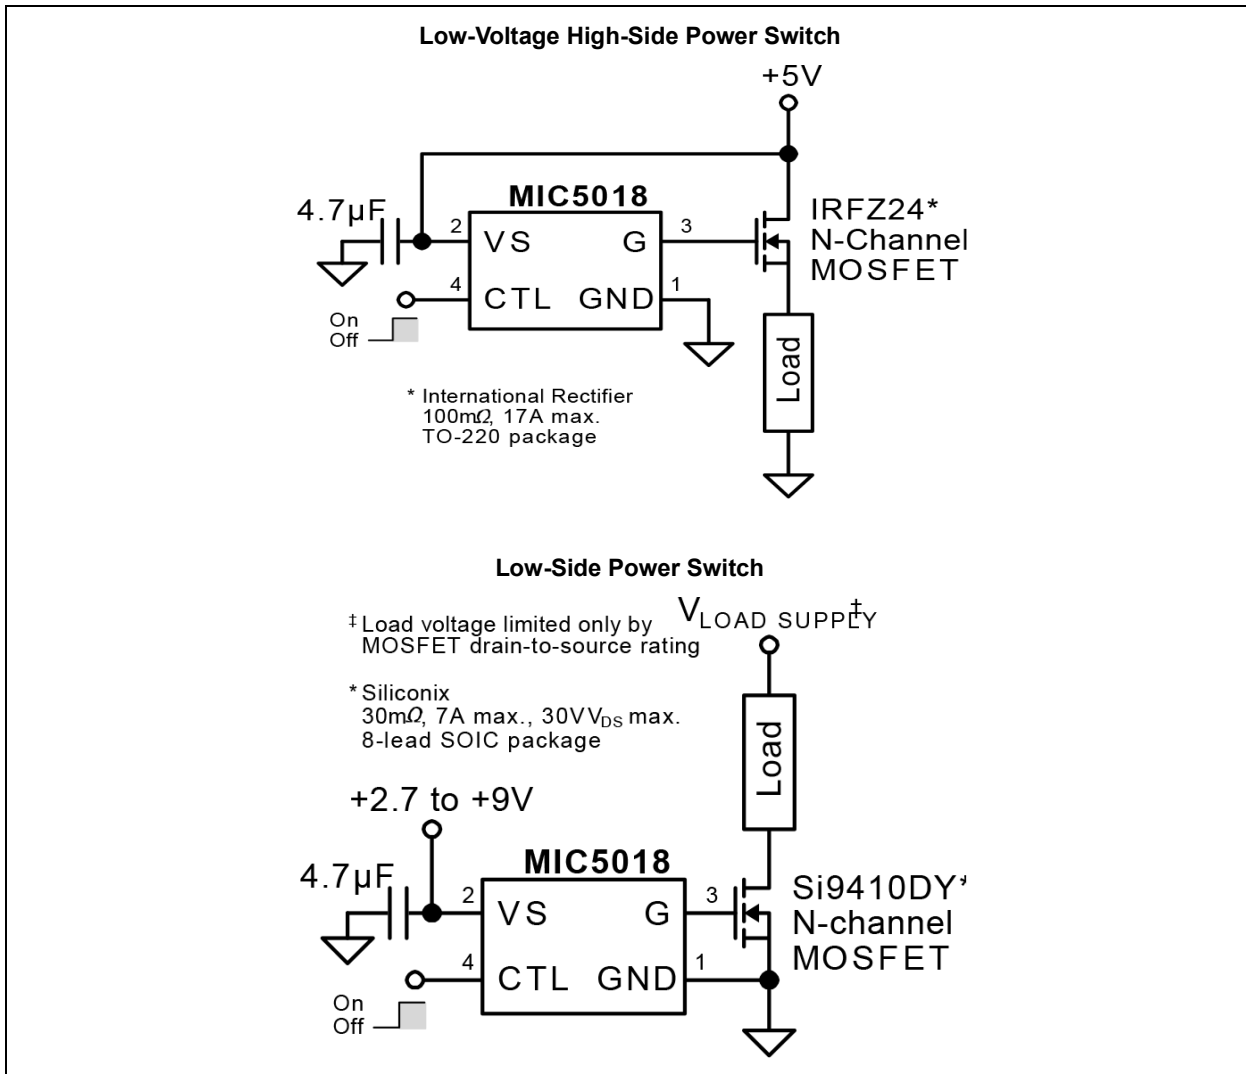 Low-Voltage High-Side Power Switch
+5V
MIC5018
4.7µF
2
VS
G
3
IRFZ24*
N-Channel
MOSFET
4
CTL
GND
1
On
Off
Load
* International Rectifier
100mΩ, 17A max.
TO-220 package
Low-Side Power Switch
VLOAD SUPPLY‡
‡ Load voltage limited only by
MOSFET drain-to-source rating
* Siliconix
30mΩ, 7A max., 30V VDS max.
8-lead SOIC package
Load
+2.7 to +9V
MIC5018
4.7µF
2
VS
G
3
Si9410DY*
N-channel
MOSFET
4
CTL
GND
1
On
Off